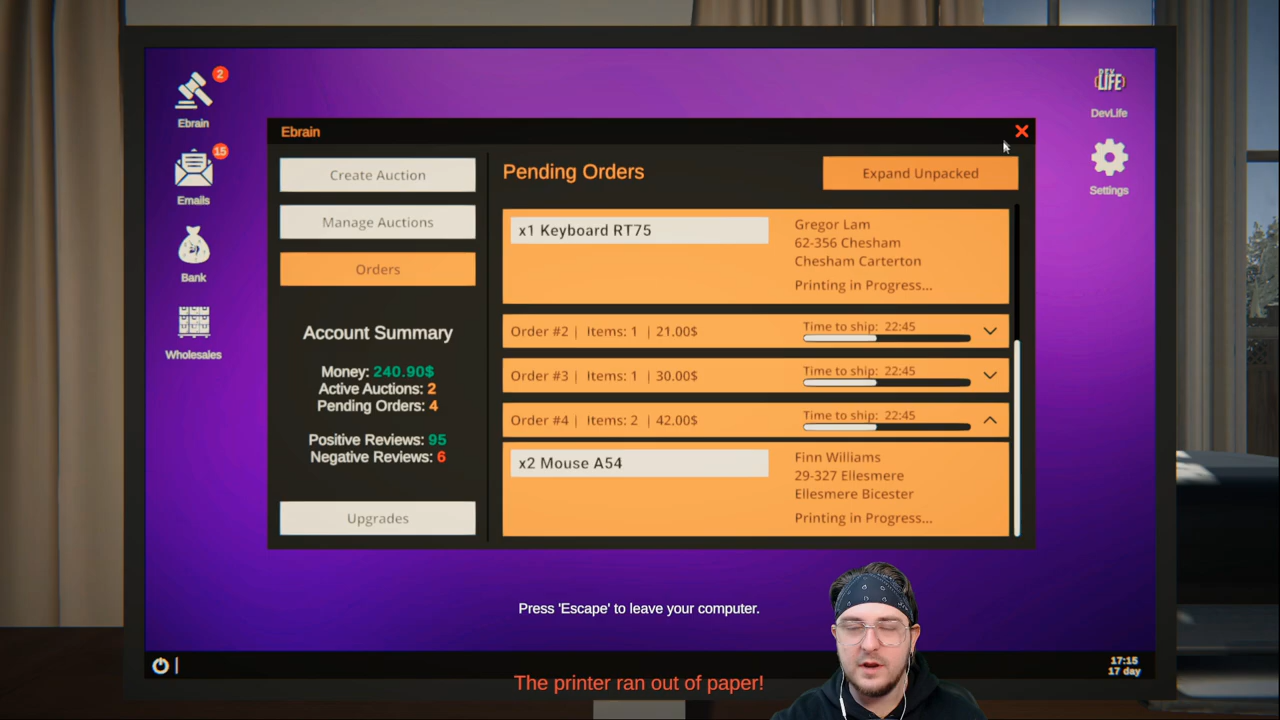 2
Ebrain
15
Emails
Bank
Wholesales
DEV
LIFE
DevLife
Settings
Ebrain
Create Auction
Manage Auctions
Orders
Account Summary
Money: 240.90$
Active Auctions: 2
Pending Orders: 4
Positive Reviews: 95
Negative Reviews: 6
Upgrades
Pending Orders
Expand Unpacked
x1 Keyboard RT75
Gregor Lam
62-356 Chesham
Chesham Carterton
Printing in Progress...
Order #2 | Items: 1 | 21.00$
Time to ship: 22:45
Order #3 | Items: 1 | 30.00$
Time to ship: 22:45
Order #4 | Items: 2 | 42.00$
Time to ship: 22:45
x2 Mouse A54
Finn Williams
29-327 Ellesmere
Ellesmere Bicester
Printing in Progress...
Press 'Escape' to leave your computer.
17:15
17 day
The printer ran out of paper!